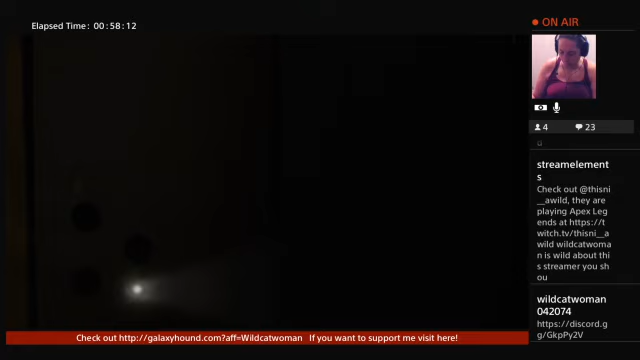 Elapsed Time: 00:58:12
ON AIR
4
23
streamelement
s
Check out @thisni
__awild, they are
playing Apex Leg
ends at https://t
witch.tv/thisni__a
wild wildcatwoma
n is wild about thi
s streamer you sh
ou
wildcatwoman
042074
https://discord.g
g/GkpPy2V
Check out http://galaxyhound.com?aff=Wildcatwoman If you want to support me visit here!